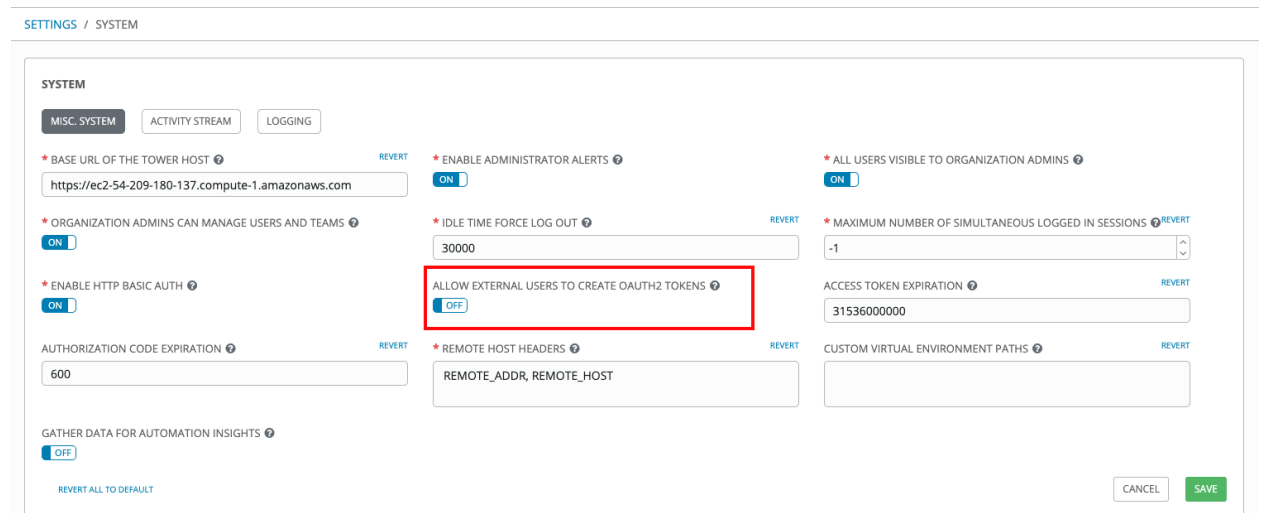 SETTINGS / SYSTEM
SYSTEM
MISC. SYSTEM
ACTIVITY STREAM
LOGGING
* BASE URL OF THE TOWER HOST
REVERT
https://ec2-54-209-180-137.compute-1.amazonaws.com
* ENABLE ADMINISTRATOR ALERTS
ON
* ALL USERS VISIBLE TO ORGANIZATION ADMINS
ON
* ORGANIZATION ADMINS CAN MANAGE USERS AND TEAMS
ON
* IDLE TIME FORCE LOG OUT
REVERT
30000
* MAXIMUM NUMBER OF SIMULTANEOUS LOGGED IN SESSIONS
REVERT
-1
* ENABLE HTTP BASIC AUTH
ON
ALLOW EXTERNAL USERS TO CREATE OAUTH2 TOKENS
OFF
ACCESS TOKEN EXPIRATION
REVERT
31536000000
AUTHORIZATION CODE EXPIRATION
REVERT
600
* REMOTE HOST HEADERS
REVERT
REMOTE_ADDR, REMOTE_HOST
CUSTOM VIRTUAL ENVIRONMENT PATHS
REVERT
GATHER DATA FOR AUTOMATION INSIGHTS
OFF
REVERT ALL TO DEFAULT
CANCEL
SAVE